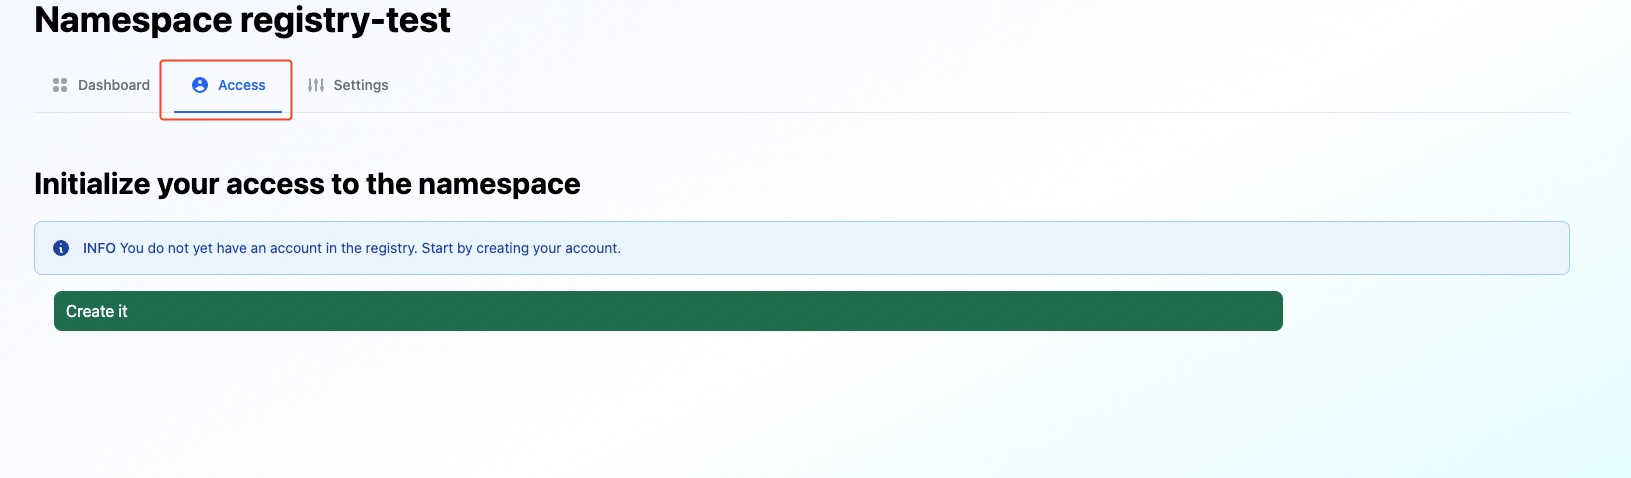 Namespace registry-test
Dashboard Access Settings
Initialize your access to the namespace
INFO You do not yet have an account in the registry. Start by creating your account.
Create it